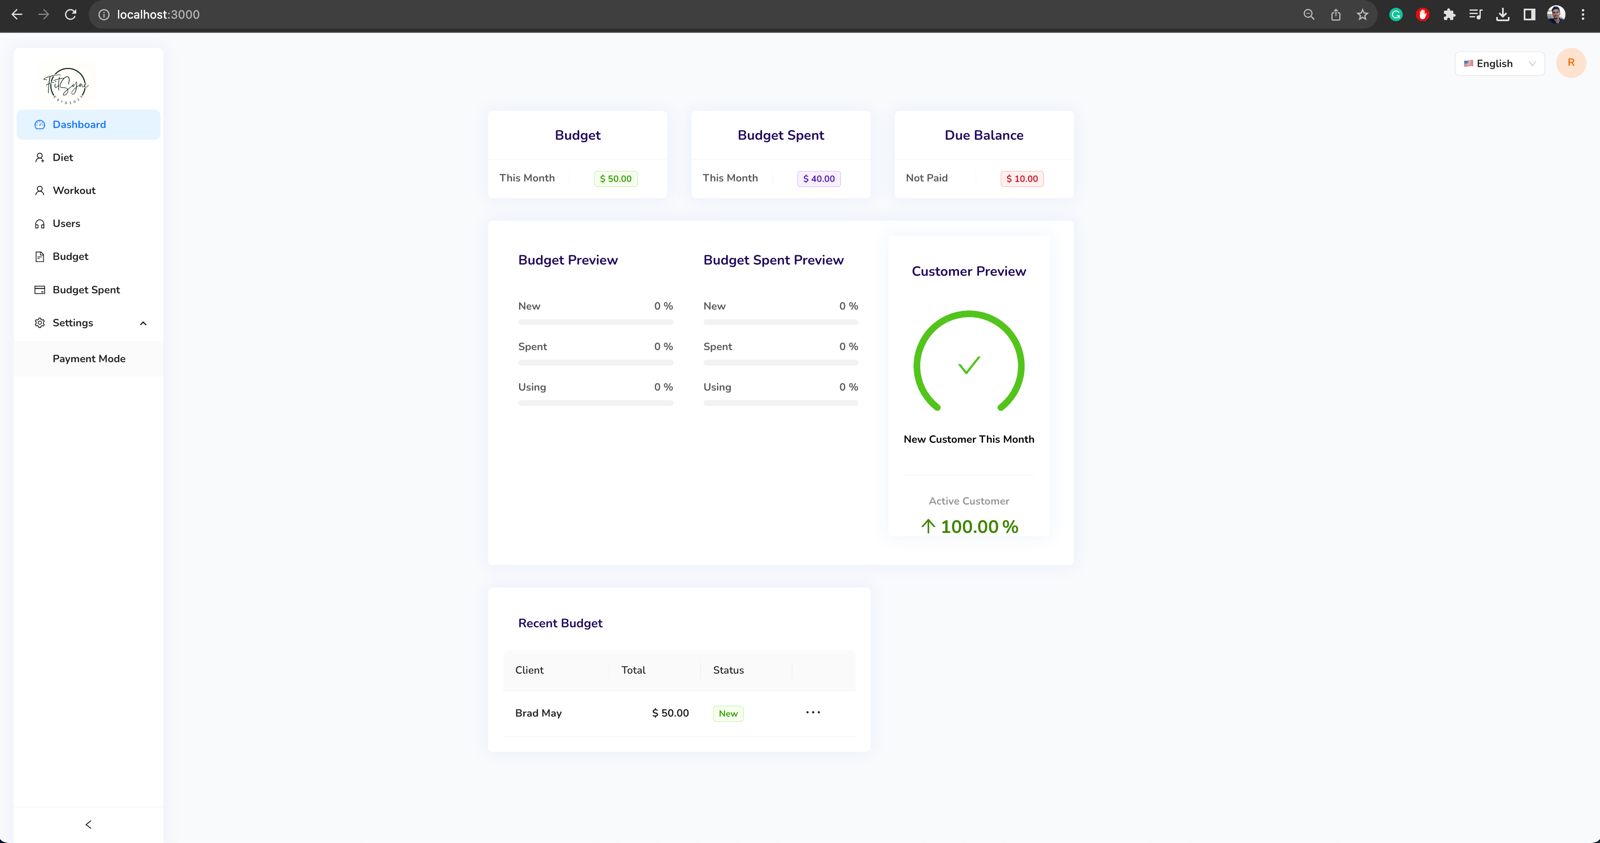 localhost:3000
English
R
FitSync
Dashboard
Diet
Workout
Users
Budget
Budget Spent
Settings
Payment Mode
Budget
This Month
$ 50.00
Budget Spent
This Month
$ 40.00
Due Balance
Not Paid
$ 10.00
Budget Preview
New 0 %
Spent 0 %
Using 0 %
Budget Spent Preview
New 0 %
Spent 0 %
Using 0 %
Customer Preview
New Customer This Month
Active Customer
100.00 %
Recent Budget
Client Total Status
Brad May $ 50.00 New